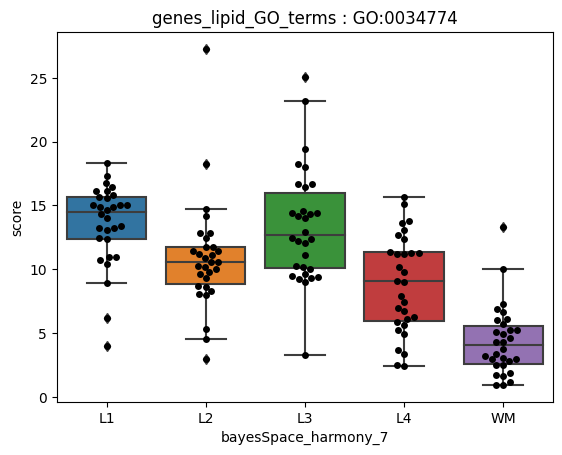 genes_lipid_GO_terms : GO:0034774
score
25
20
15
10
5
0
L1 L2 L3 L4 WM
bayesSpace_harmony_7